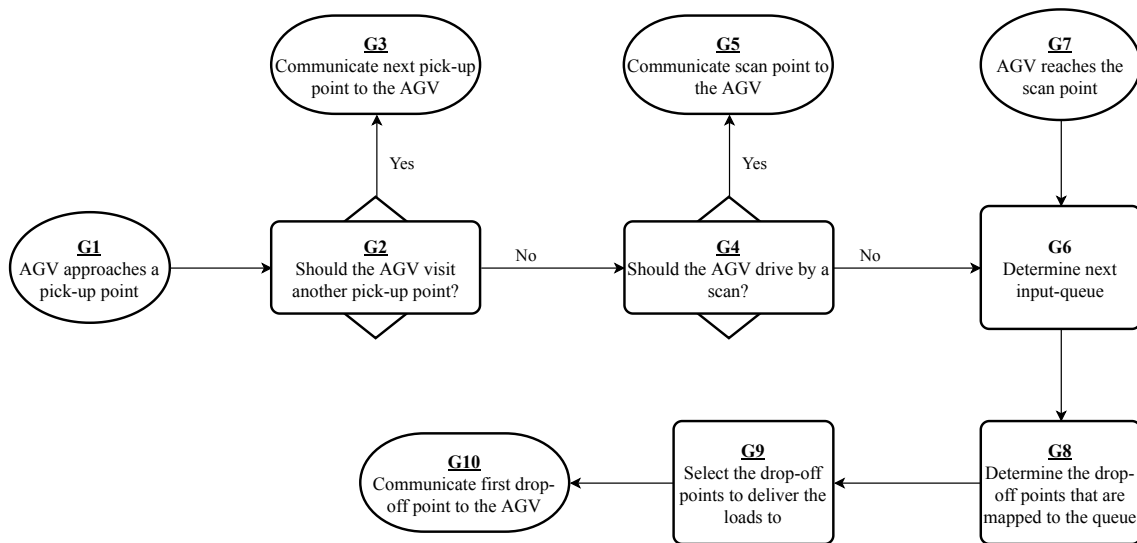 G3
Communicate next pick-up
point to the AGV
G5
Communicate scan point to
the AGV
G7
AGV reaches the
scan point
Yes
Yes
G1
AGV approaches a
pick-up point
G2
Should the AGV visit
another pick-up point?
No
G4
Should the AGV drive by a
scan?
No
G6
Determine next
input-queue
G10
Communicate first drop-
off point to the AGV
G9
Select the drop-off
points to deliver the
loads to
G8
Determine the drop-
off points that are
mapped to the queue